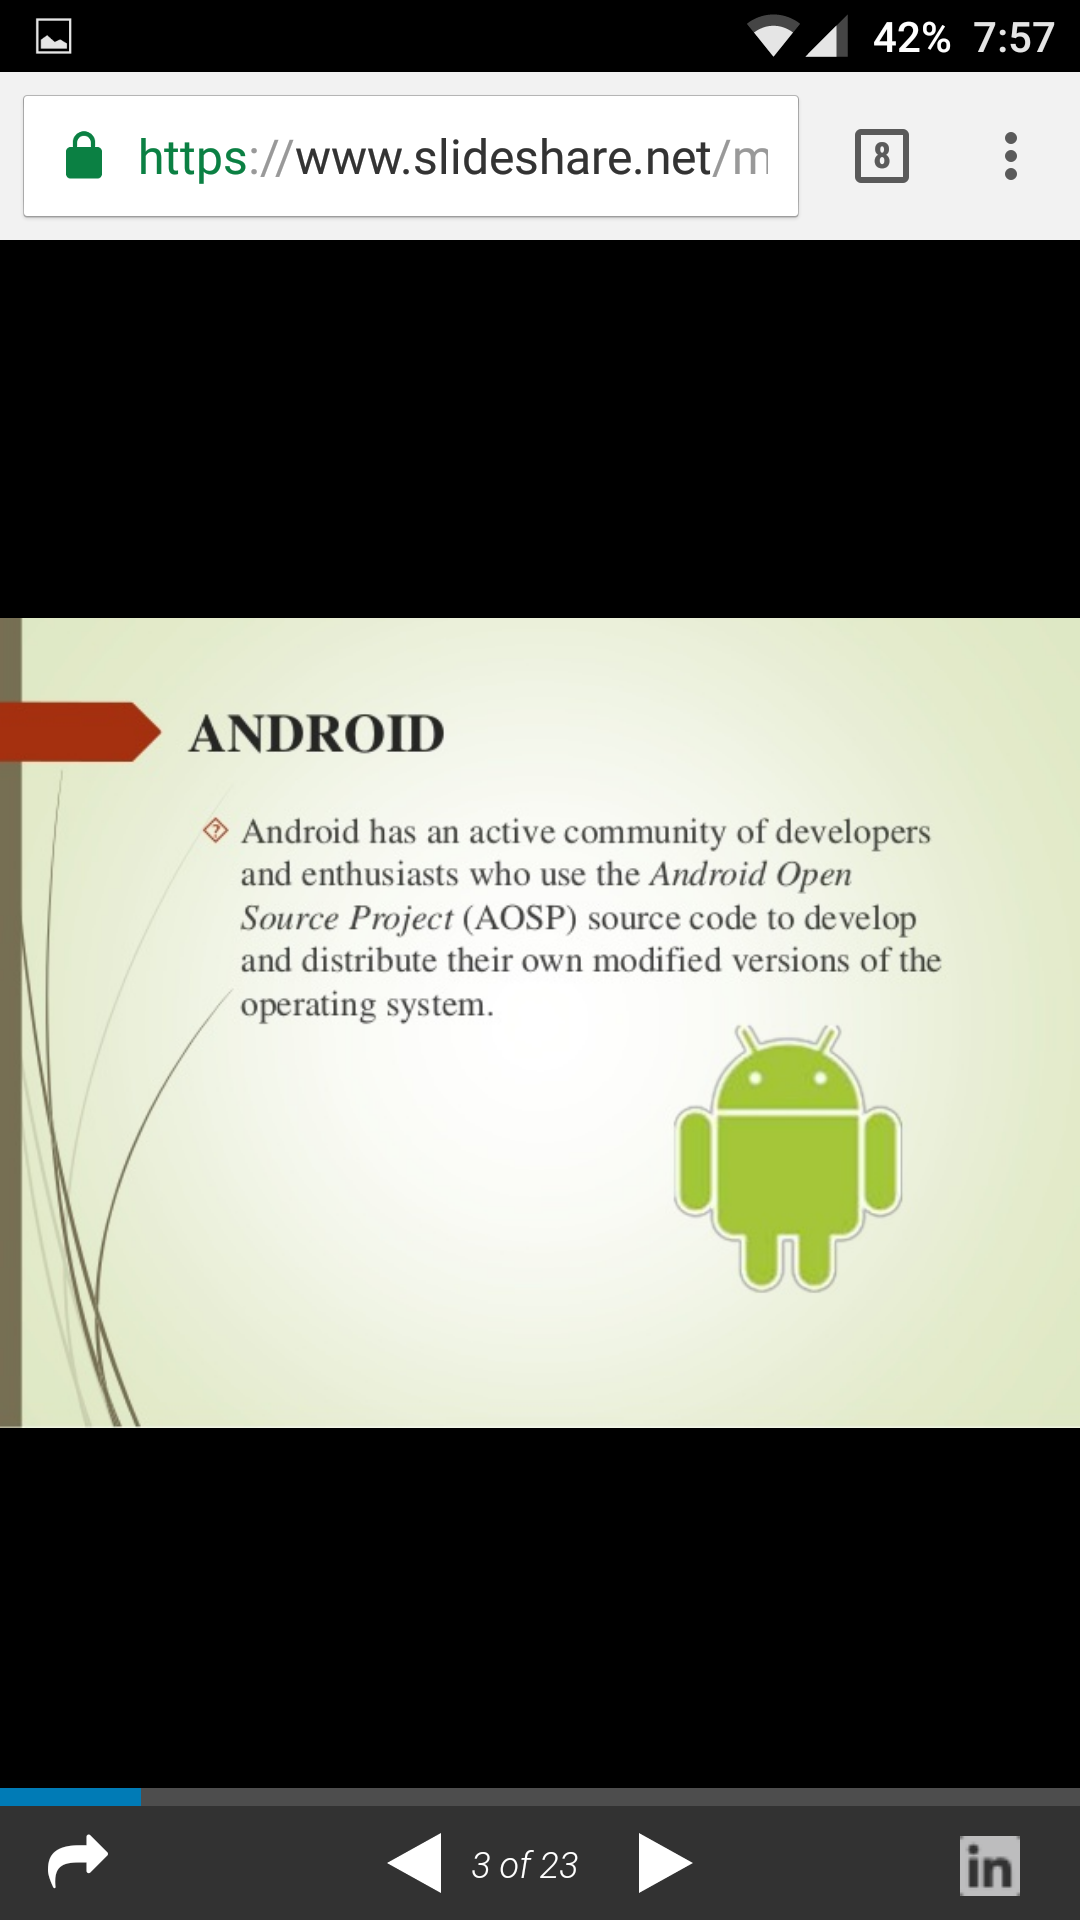 42% 7:57
https://www.slideshare.net/m
8
ANDROID
Android has an active community of developers
and enthusiasts who use the Android Open
Source Project (AOSP) source code to develop
and distribute their own modified versions of the
operating system.
3 of 23
in